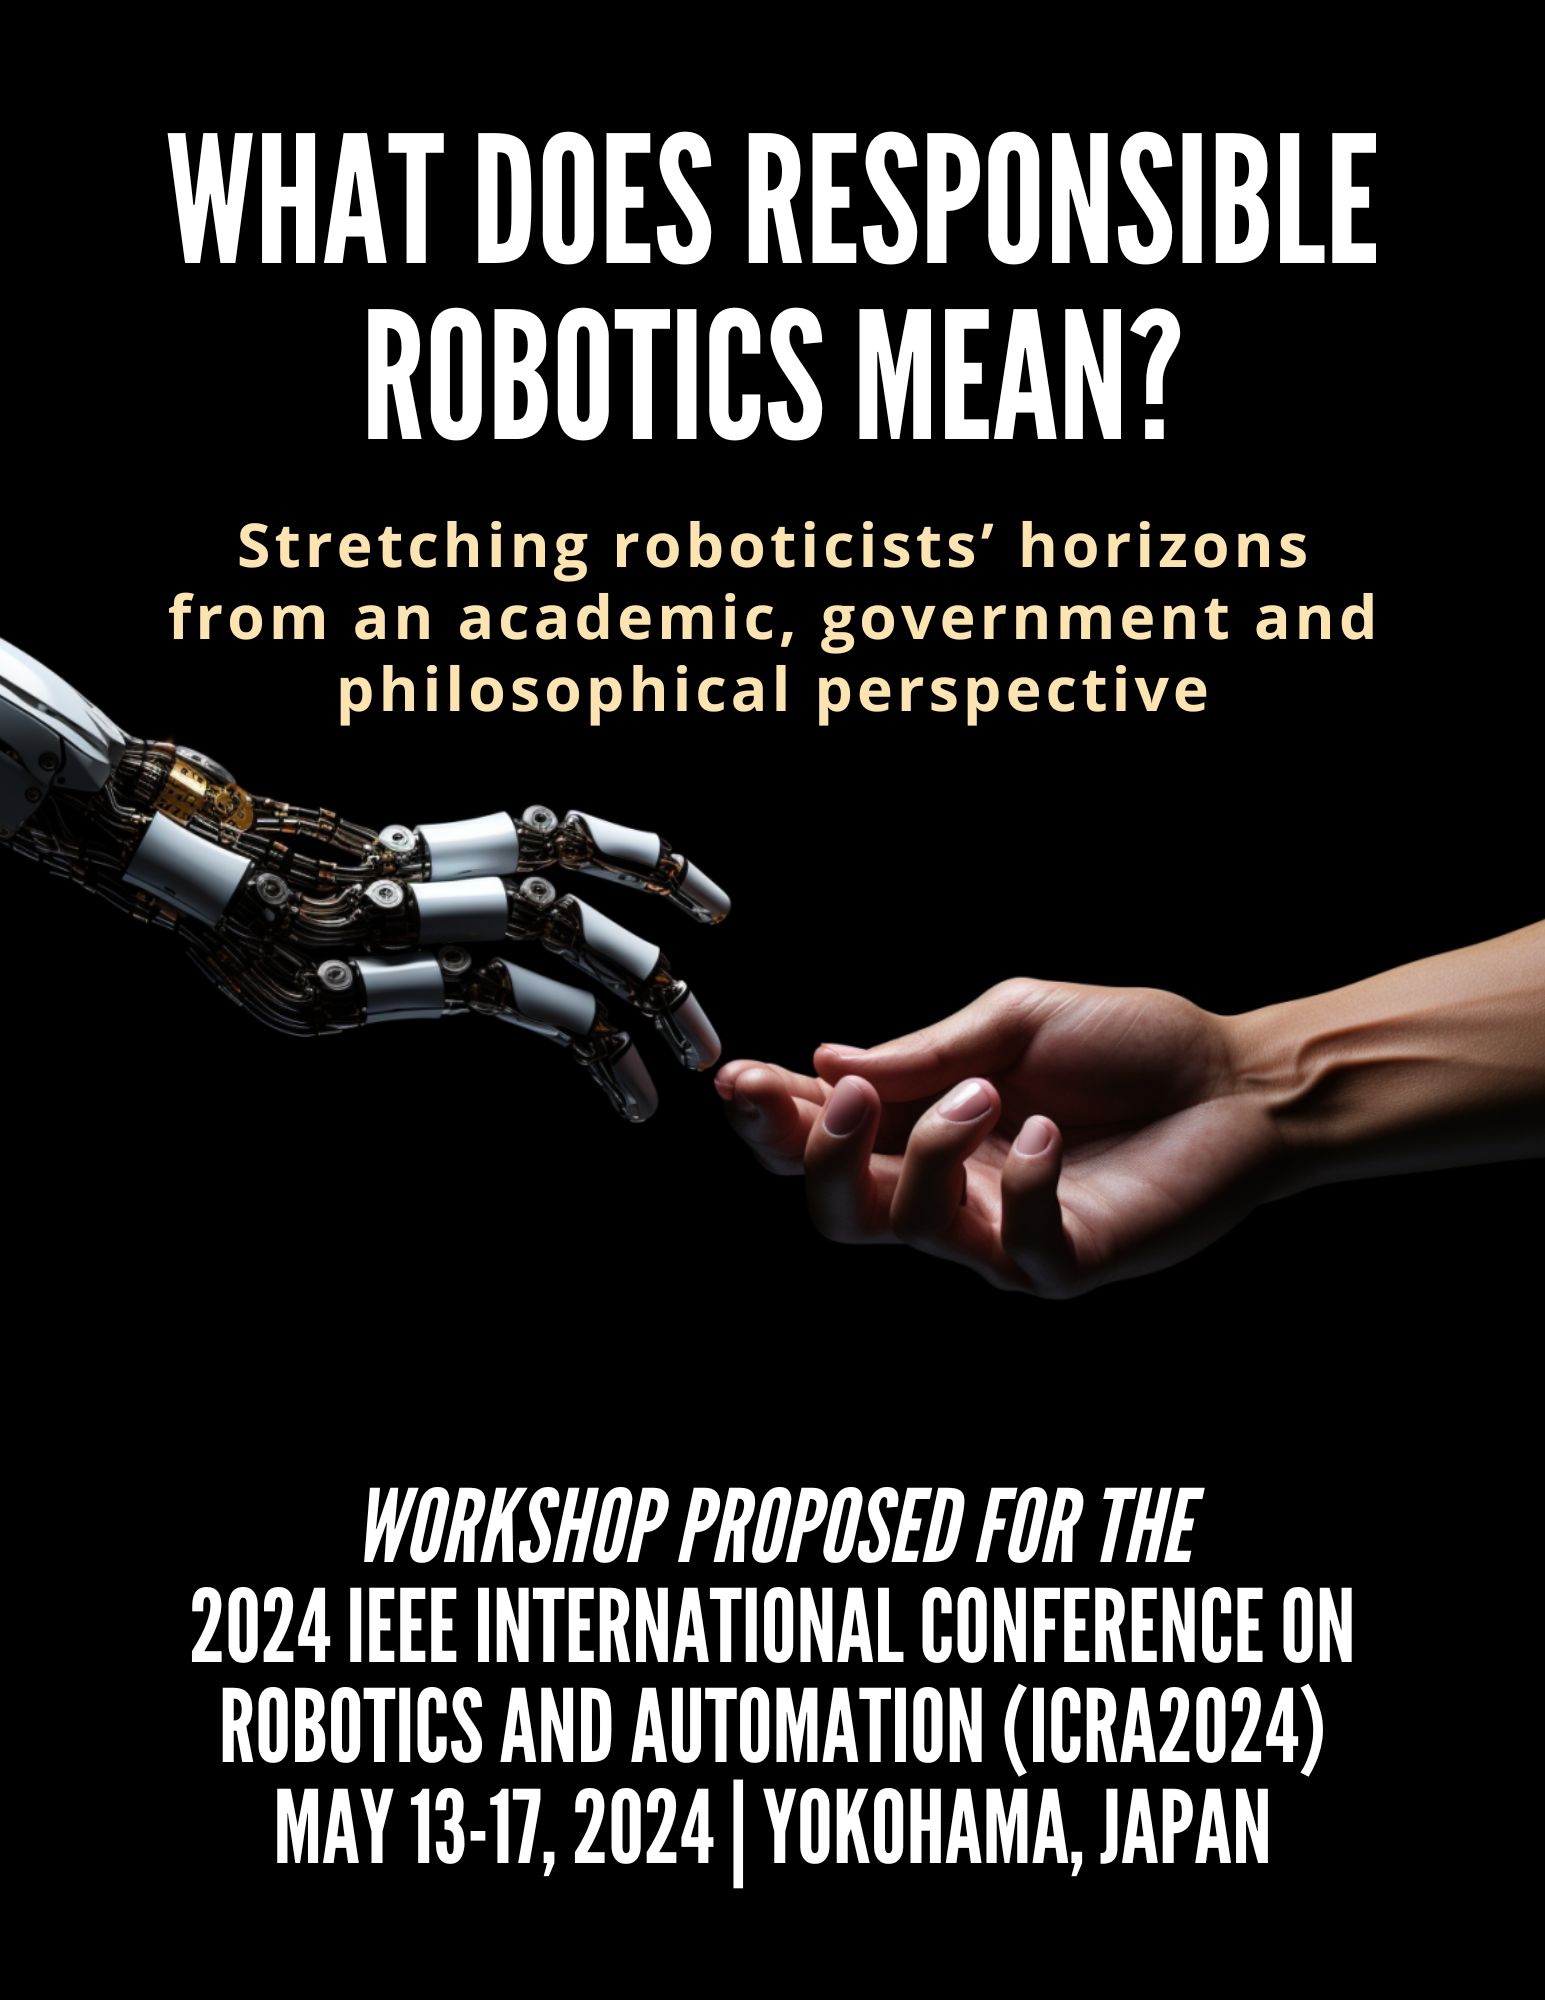 WHAT DOES RESPONSIBLE
ROBOTICS MEAN?
Stretching roboticists’ horizons
from an academic, government and
philosophical perspective
WORKSHOP PROPOSED FOR THE
2024 IEEE INTERNATIONAL CONFERENCE ON
ROBOTICS AND AUTOMATION (ICRA2024)
MAY 13-17, 2024 | YOKOHAMA, JAPAN